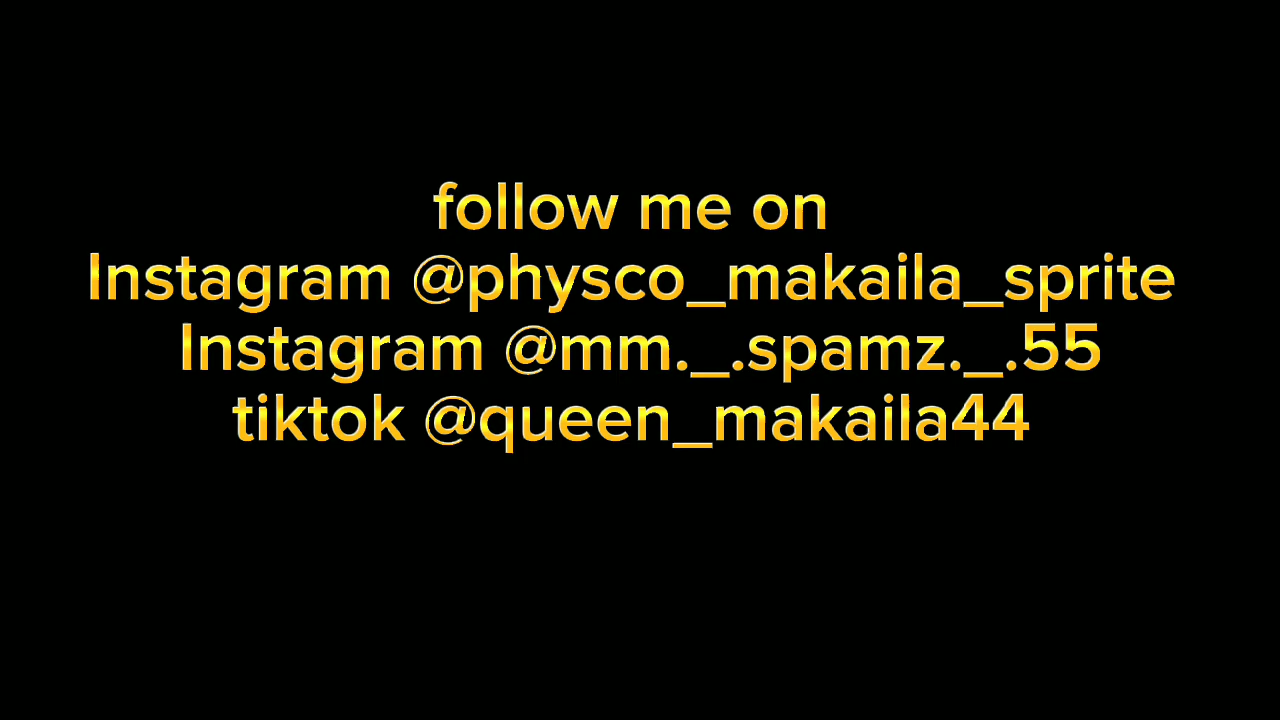 follow me on
Instagram @physco_makaila_sprite
Instagram @mm._.spamz._.55
tiktok @queen_makaila44